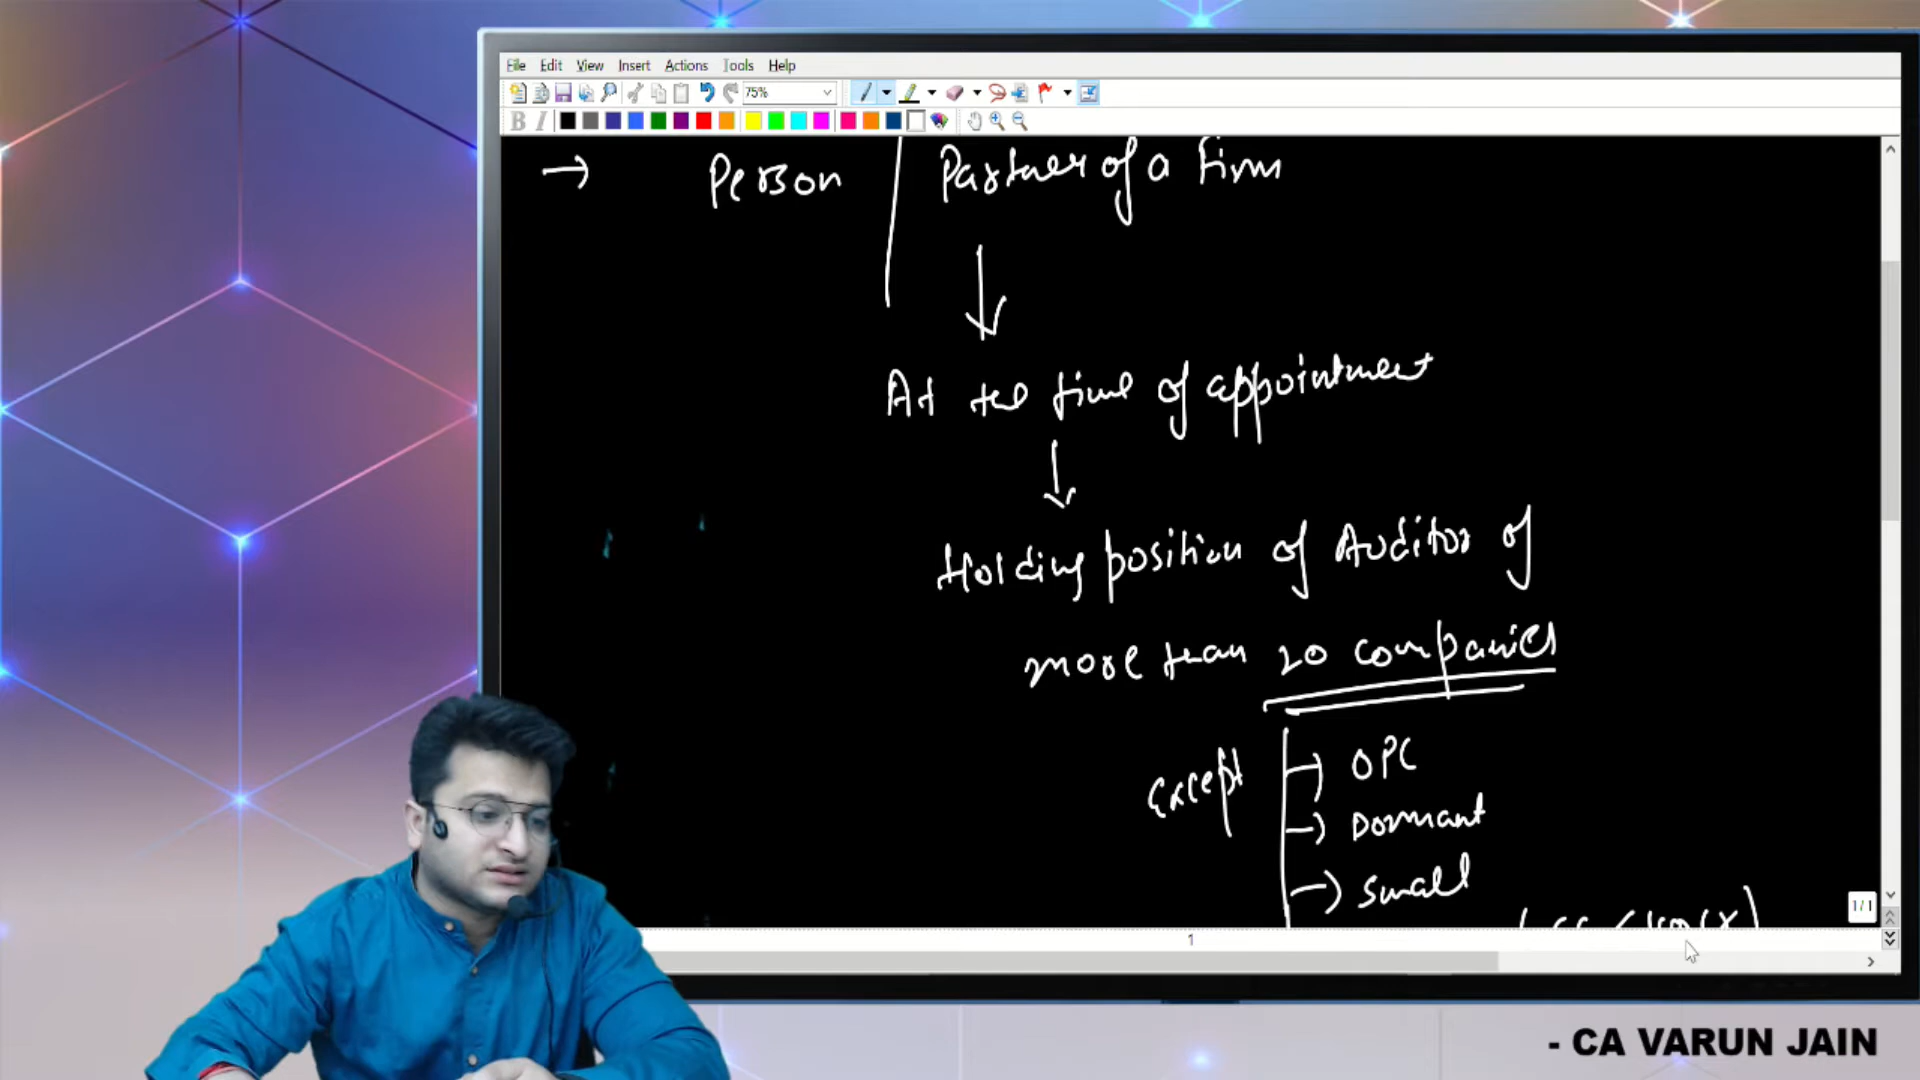 File Edit View Insert Actions Tools Help
75%
B I
→ Person / Partner of a firm
At the time of appointment
Holding position of Auditor of
more than 20 companies
Except → OPC
→ Dormant
→ Small
1/1
1
- CA VARUN JAIN